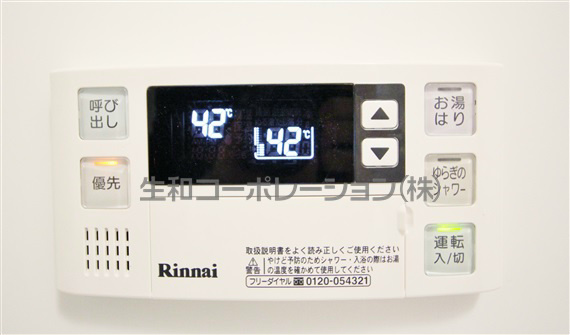 呼び
出し
42℃
42℃
お湯
はり
優先
ゆらぎの
シャワー
生和コーポレーション(株)
運転
入/切
取扱説明書をよく読み正しくご使用ください
警告 やけど予防のためシャワー・入浴の際はお湯
の温度を確かめて使用してください
フリーダイヤル 0120-054321
Rinnai